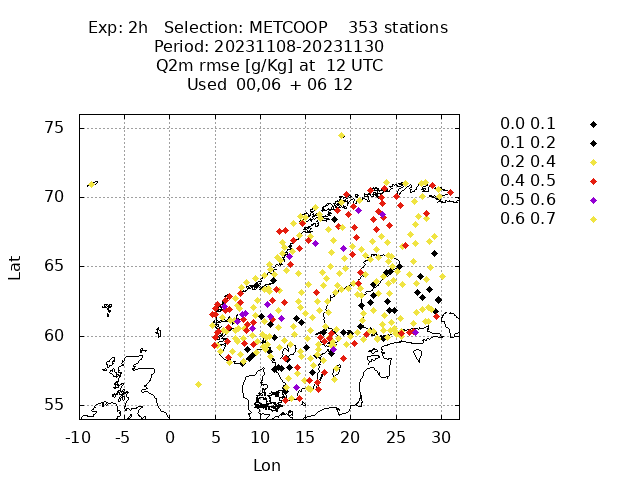 Exp: 2h   Selection: METCOOP    353 stations
Period: 20231108-20231130
Q2m rmse [g/Kg] at  12 UTC
Used  00,06 + 06 12
75
70
65
60
55
Lat
-10 -5 0 5 10 15 20 25 30
Lon
0.0 0.1
0.1 0.2
0.2 0.4
0.4 0.5
0.5 0.6
0.6 0.7